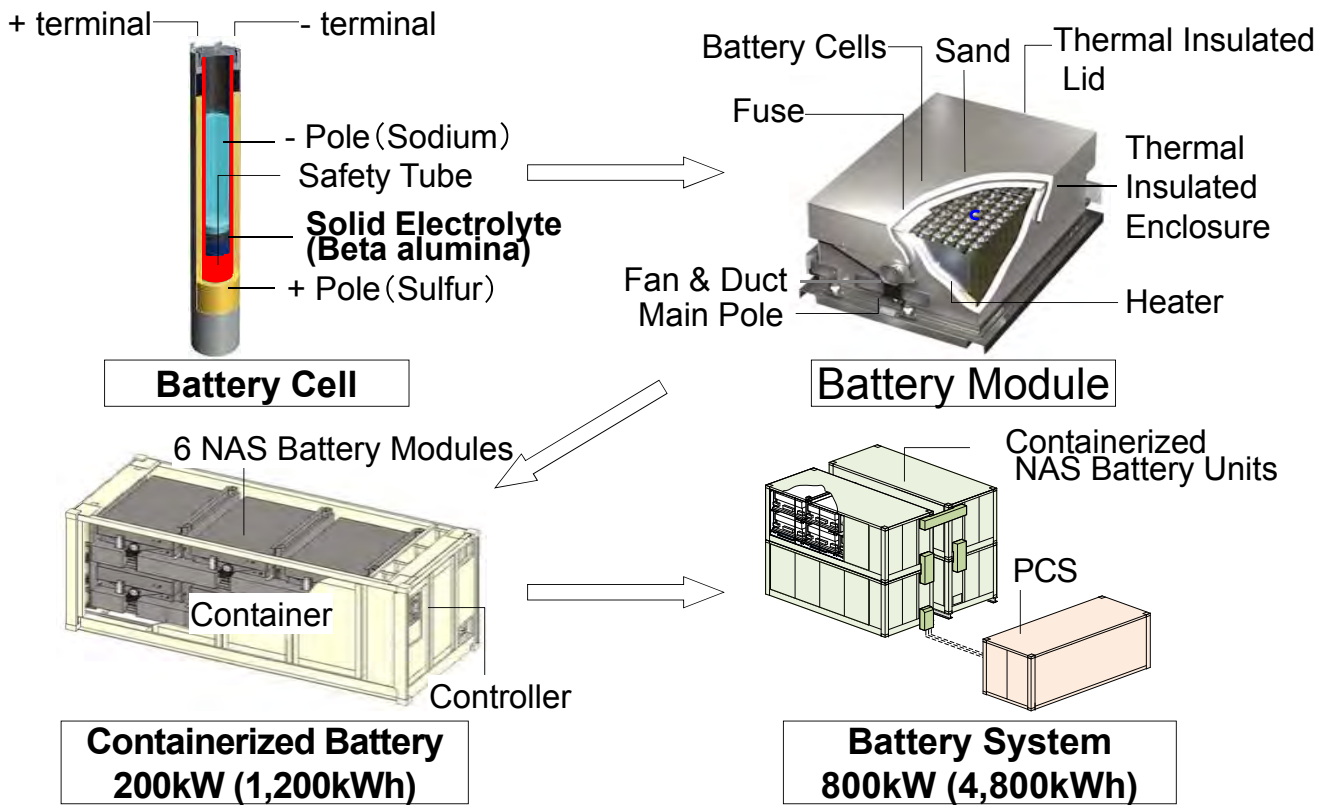 + terminal
- terminal
- Pole（Sodium）
Safety Tube
Solid Electrolyte
(Beta alumina)
+ Pole（Sulfur）
Battery Cell
Battery Cells
Sand
Thermal Insulated
Lid
Fuse
Thermal
Insulated
Enclosure
Fan & Duct
Main Pole
Heater
Battery Module
6 NAS Battery Modules
Container
Controller
Containerized Battery
200kW (1,200kWh)
Containerized
NAS Battery Units
PCS
Battery System
800kW (4,800kWh)